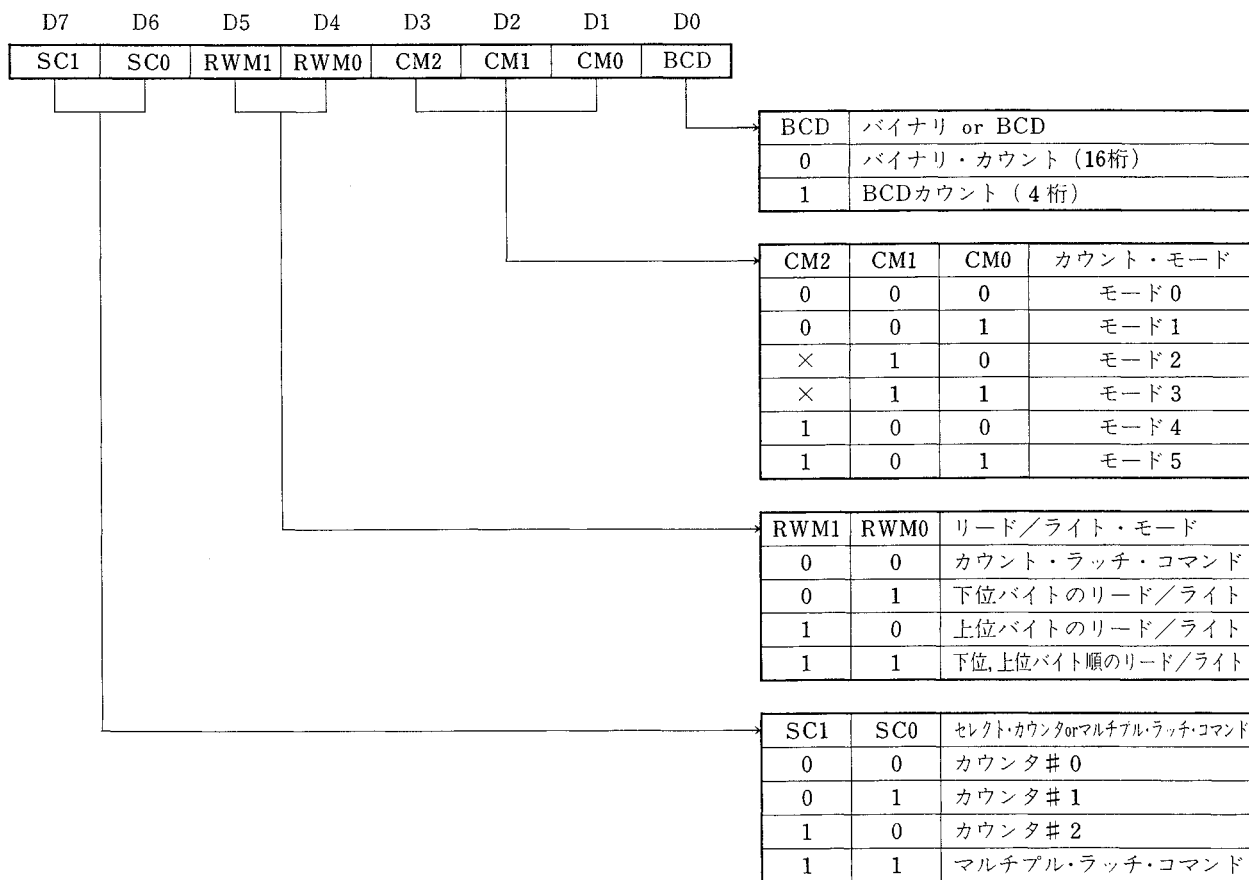 D7 D6 D5 D4 D3 D2 D1 D0
SC1 SC0 RWM1 RWM0 CM2 CM1 CM0 BCD
BCD バイナリ or BCD
0 バイナリ・カウント (16桁)
1 BCDカウント (4桁)
CM2 CM1 CM0 カウント・モード
0 0 0 モード0
0 0 1 モード1
× 1 0 モード2
× 1 1 モード3
1 0 0 モード4
1 0 1 モード5
RWM1 RWM0 リード/ライト・モード
0 0 カウント・ラッチ・コマンド
0 1 下位バイトのリード/ライト
1 0 上位バイトのリード/ライト
1 1 下位,上位バイト順のリード/ライト
SC1 SC0 セレクト・カウンタorマルチプル・ラッチ・コマンド
0 0 カウンタ#0
0 1 カウンタ#1
1 0 カウンタ#2
1 1 マルチプル・ラッチ・コマンド